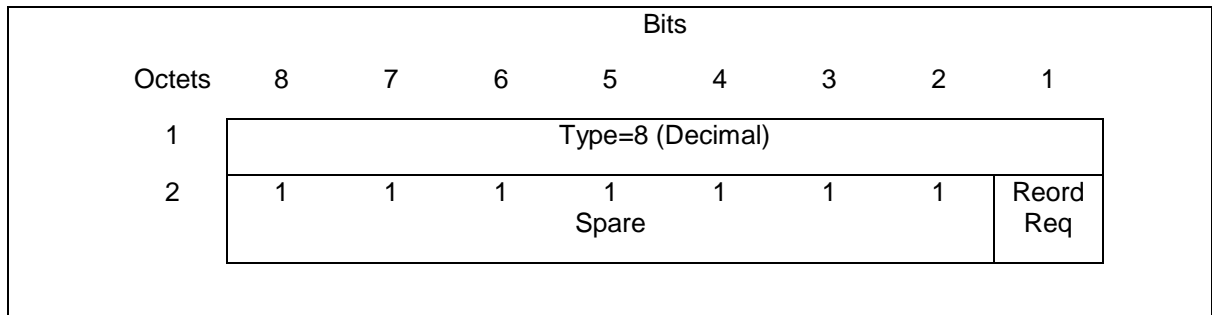 Bits
Octets 8 7 6 5 4 3 2 1
1 Type=8 (Decimal)
2 1 1 1 1 1 1 1 Reord
Spare Req